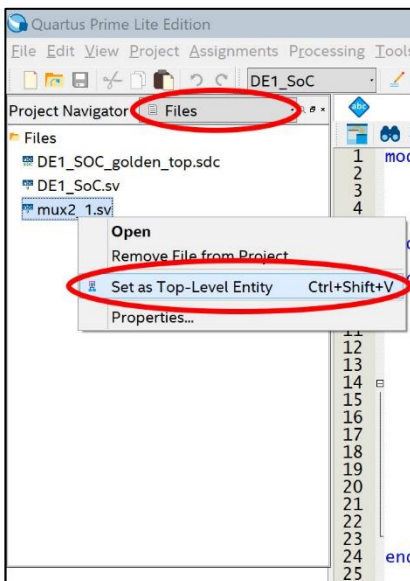 Quartus Prime Lite Edition
File Edit View Project Assignments Processing Tools
DE1_SoC
Project Navigator Files
abc
Files
DE1_SOC_golden_top.sdc
DE1_SoC.sv
mux2_1.sv
Open
Remove File from Project
Set as Top-Level Entity Ctrl+Shift+V
Properties...
1 mod
2
3
4
12
13
14
15
16
17
18
19
20
21
22
23
24 end
25